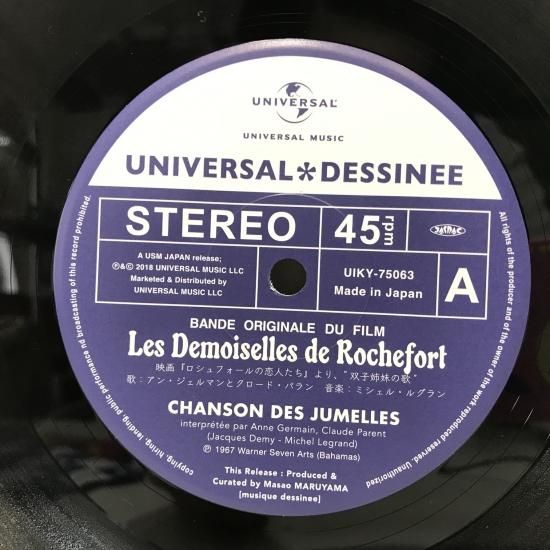 UNIVERSAL
UNIVERSAL MUSIC
UNIVERSAL*DESSINEE
STEREO
45 rpm
JASRAC
A USM JAPAN release;
Ⓟ&© 2018 UNIVERSAL MUSIC LLC
Marketed & Distributed by
UNIVERSAL MUSIC LLC
UIKY-75063
Made in Japan
A
BANDE ORIGINALE DU FILM
Les Demoiselles de Rochefort
映画『ロシュフォールの恋人たち』より、"双子姉妹の歌"
歌：アン・ジェルマンとクロード・パラン 音楽：ミシェル・ルグラン
CHANSON DES JUMELLES
interprétée par Anne Germain, Claude Parent
(Jacques Demy - Michel Legrand)
Ⓟ 1967 Warner Seven Arts (Bahamas)
This Release : Produced &
Curated by Masao MARUYAMA
[musique dessinee]
All rights of the producer and of the owner of the work reproduced reserved. Unauthorized
copying, hiring, lending, public performance and broadcasting of this record prohibited.